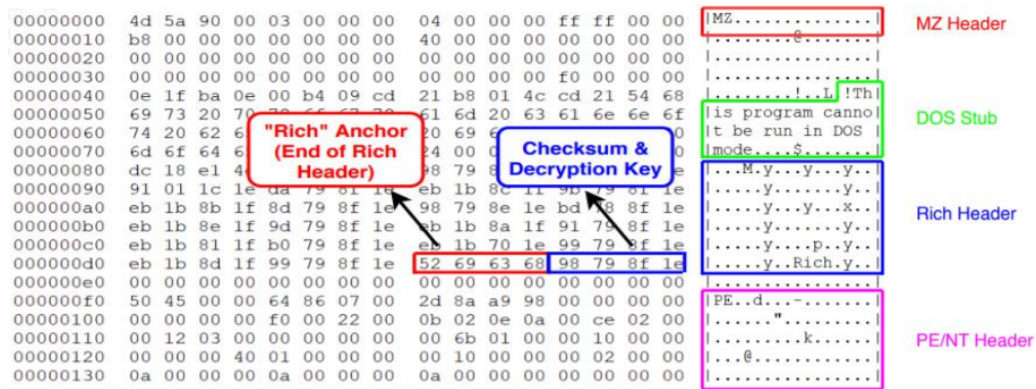 00000000 4d 5a 90 00 03 00 00 00 04 00 00 00 ff ff 00 00 |MZ..............|
MZ Header
00000010 b8 00 00 00 00 00 00 00 40 00 00 00 00 00 00 00 |........@.......|
00000020 00 00 00 00 00 00 00 00 00 00 00 00 00 00 00 00 |................|
00000030 00 00 00 00 00 00 00 00 00 00 00 00 f0 00 00 00 |................|
00000040 0e 1f ba 0e 00 b4 09 cd 21 b8 01 4c cd 21 54 68 |........!..L.!Th|
00000050 69 73 20 70 61 6d 20 63 61 6e 6e 6f |is program canno|
DOS Stub
00000060 74 20 62 20 |t be run in DOS |
00000070 6d 6f 64 24 00 |mode....$.......|
"Rich" Anchor
(End of Rich
Header)
Checksum &
Decryption Key
00000080 dc 18 e1 79 |...M.y...y...y..|
00000090 91 01 1c 1e da 79 8f 1e eb 1b 8c 1f 9b 79 8f 1e |.....y.......y..|
000000a0 eb 1b 8b 1f 8d 79 8f 1e 98 79 8e 1e bd 78 8f 1e |.....y...y...x..|
Rich Header
000000b0 eb 1b 8e 1f 9d 79 8f 1e eb 1b 8a 1f 91 79 8f 1e |.....y.......y..|
000000c0 eb 1b 81 1f b0 79 8f 1e eb 1b 70 1e 99 79 8f 1e |.....y....p..y..|
000000d0 eb 1b 8d 1f 99 79 8f 1e 52 69 63 68 98 79 8f 1e |.....y..Rich.y..|
000000e0 00 00 00 00 00 00 00 00 00 00 00 00 00 00 00 00 |................|
000000f0 50 45 00 00 64 86 07 00 2d 8a a9 98 00 00 00 00 |PE..d...-.......|
00000100 00 00 00 00 f0 00 22 00 0b 02 0e 0a 00 ce 02 00 |......".........|
00000110 00 12 03 00 00 00 00 00 00 6b 01 00 00 10 00 00 |.........k......|
PE/NT Header
00000120 00 00 00 40 01 00 00 00 00 10 00 00 00 02 00 00 |...@............|
00000130 0a 00 00 00 0a 00 00 00 0a 00 00 00 00 00 00 00 |................|